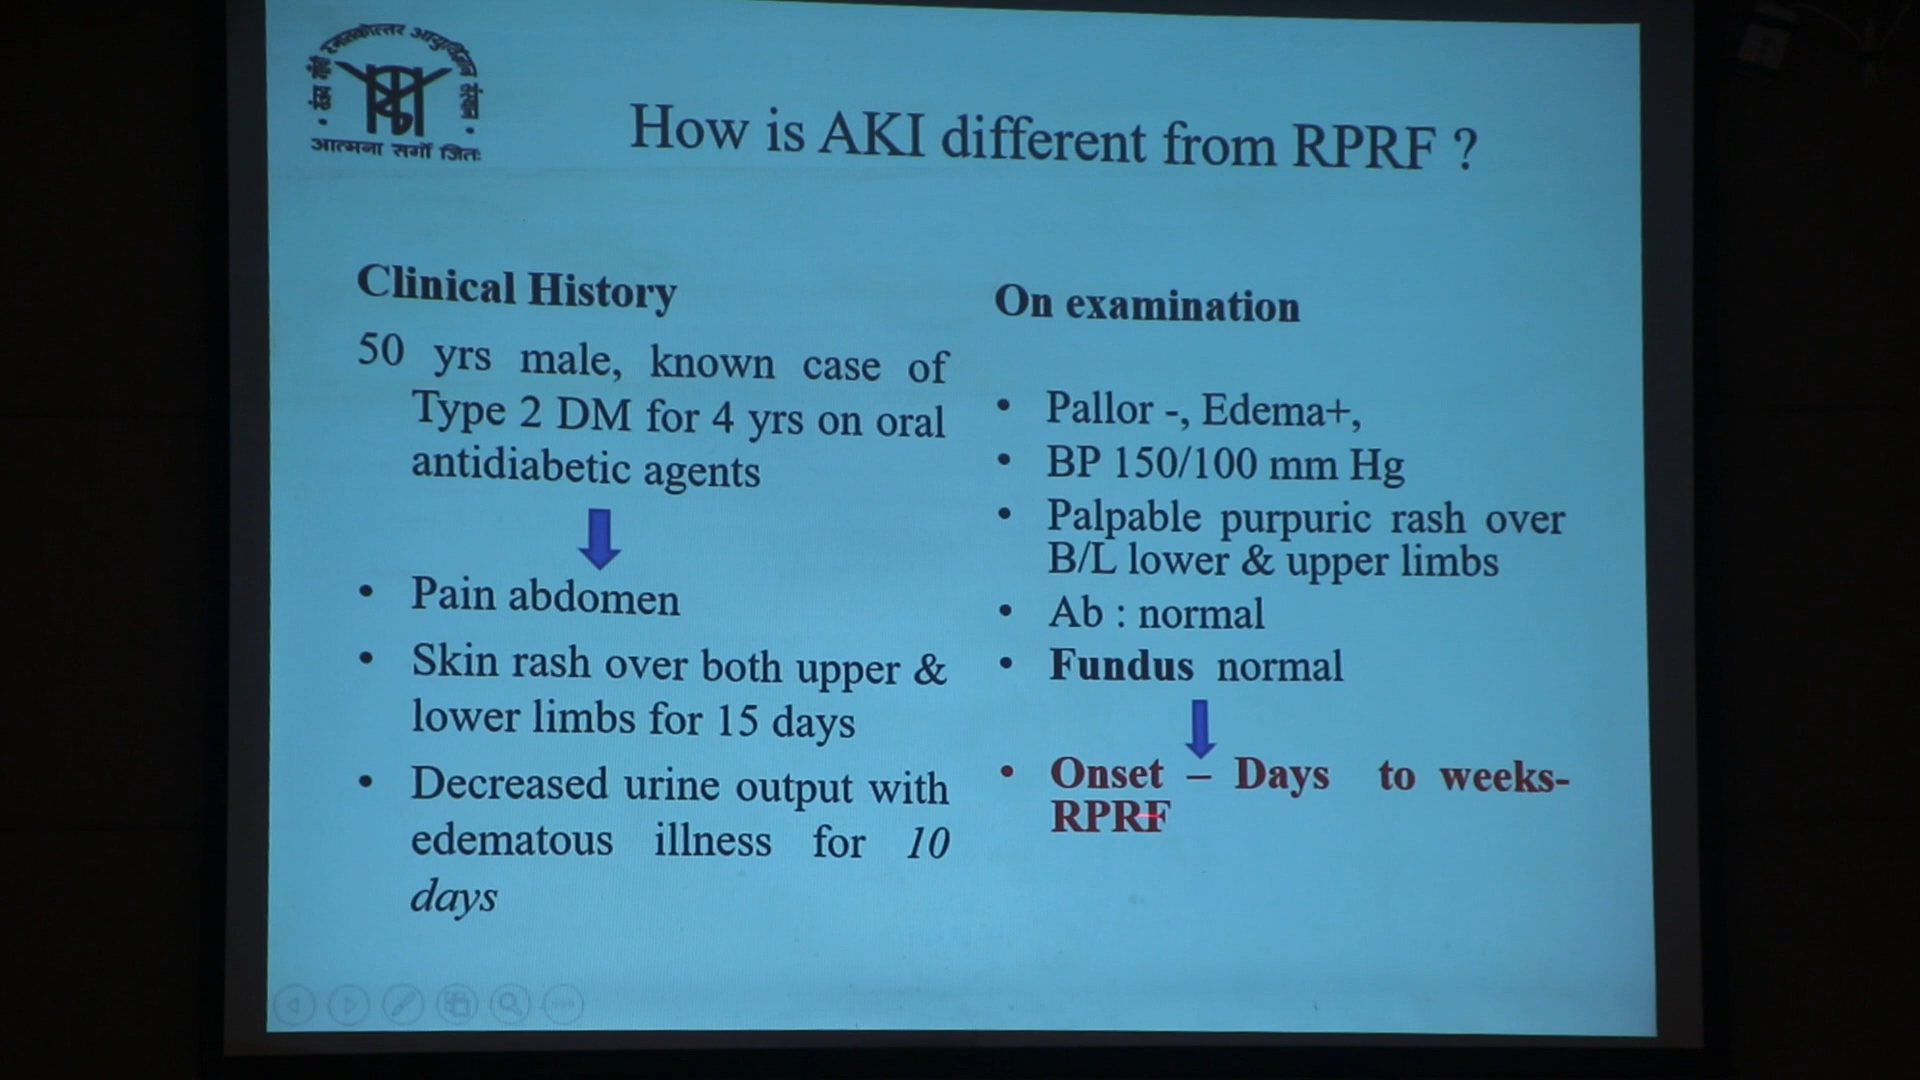 आत्मना सर्गो जितः
How is AKI different from RPRF ?
Clinical History
50 yrs male, known case of
Type 2 DM for 4 yrs on oral
antidiabetic agents
• Pain abdomen
• Skin rash over both upper &
lower limbs for 15 days
• Decreased urine output with
edematous illness for 10
days
On examination
• Pallor -, Edema+,
• BP 150/100 mm Hg
• Palpable purpuric rash over
B/L lower & upper limbs
• Ab : normal
• Fundus normal
• Onset – Days to weeks-
RPRF